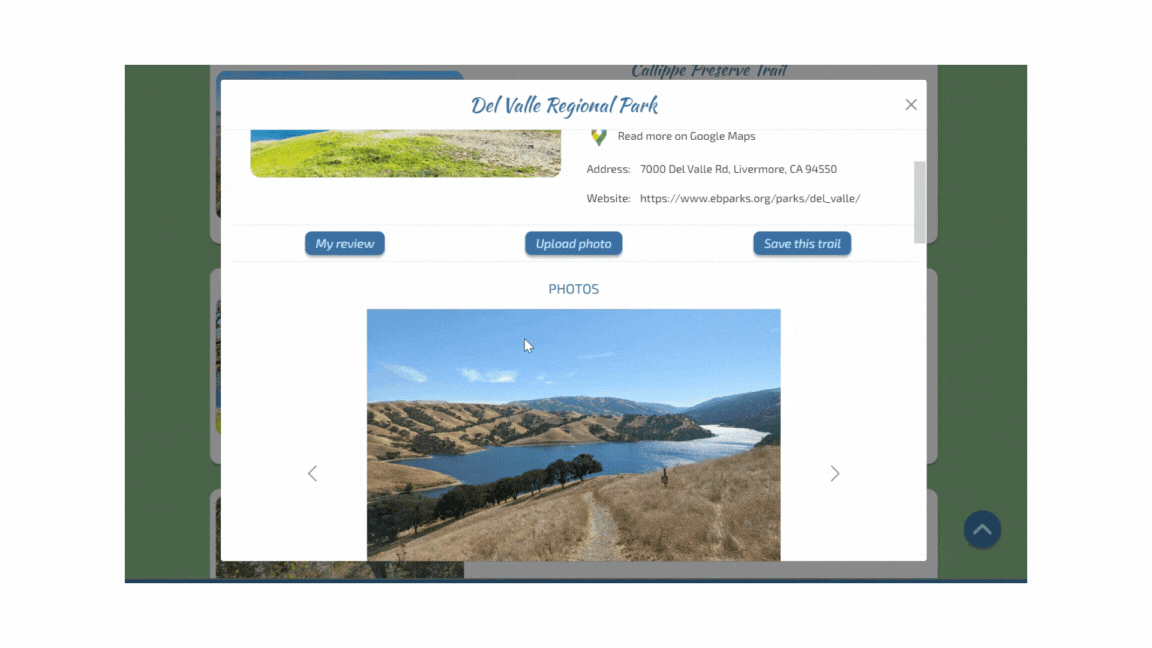 Callippe Preserve Trail
Del Valle Regional Park
Read more on Google Maps
Address: 7000 Del Valle Rd, Livermore, CA 94550
Website: https://www.ebparks.org/parks/del_valle/
My review
Upload photo
Save this trail
PHOTOS